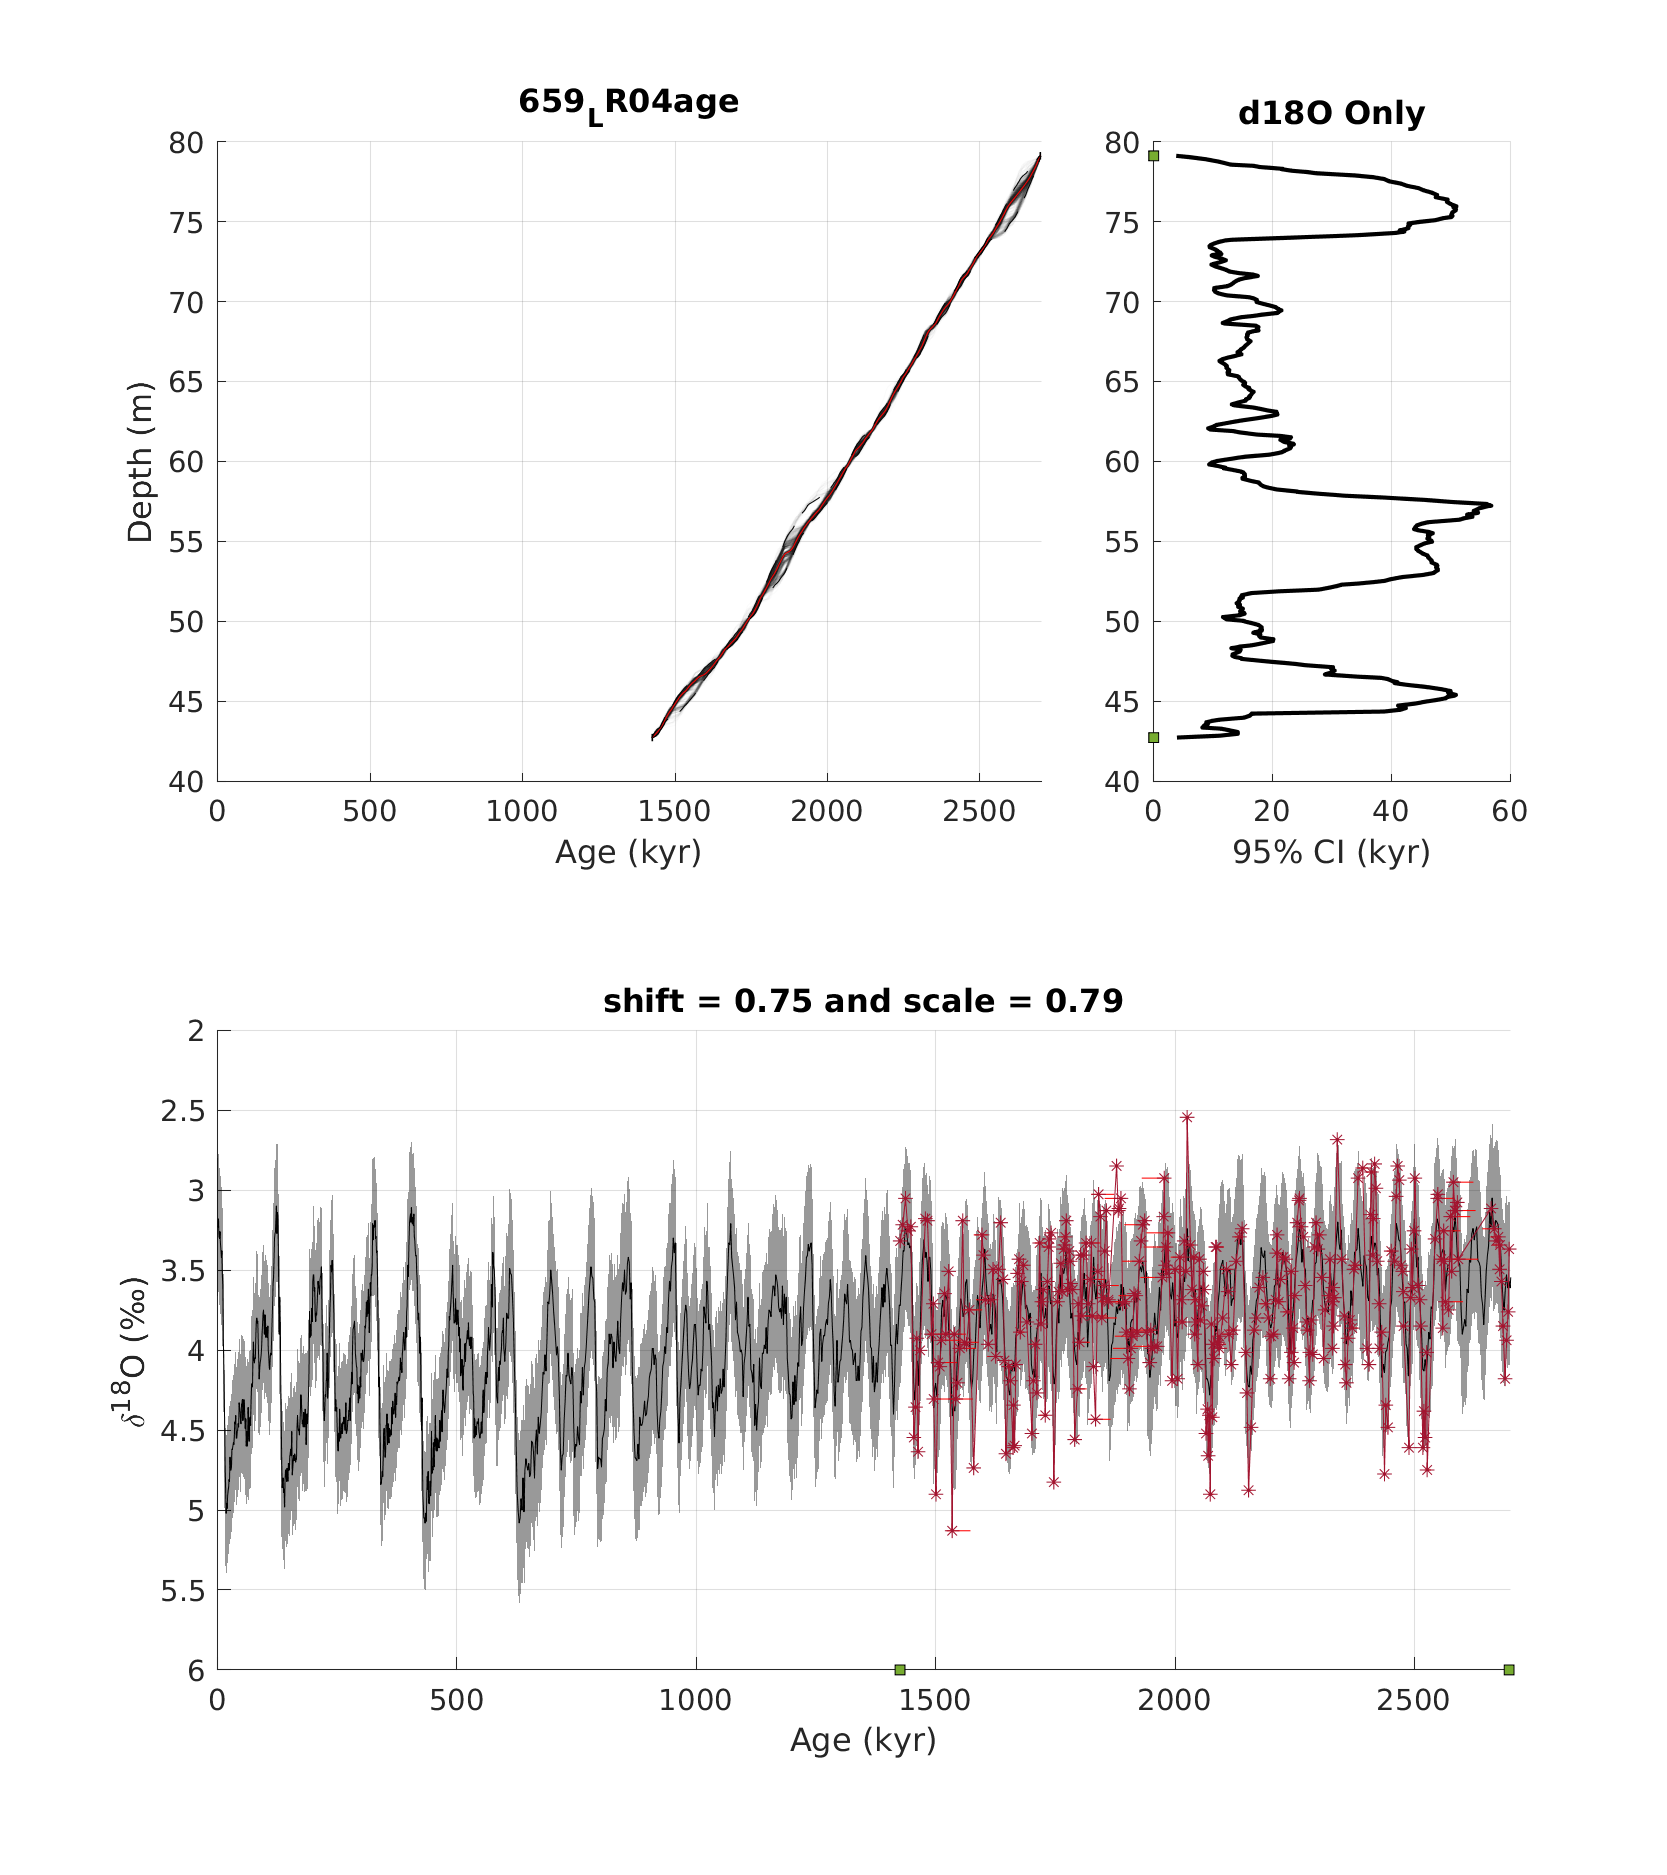 659LR04age
80
75
70
65
60
55
50
45
40
Depth (m)
0 500 1000 1500 2000 2500
Age (kyr)
d18O Only
80
75
70
65
60
55
50
45
40
0 20 40 60
95% CI (kyr)
shift = 0.75 and scale = 0.79
2
2.5
3
3.5
4
4.5
5
5.5
6
δ18O (‰)
0 500 1000 1500 2000 2500
Age (kyr)